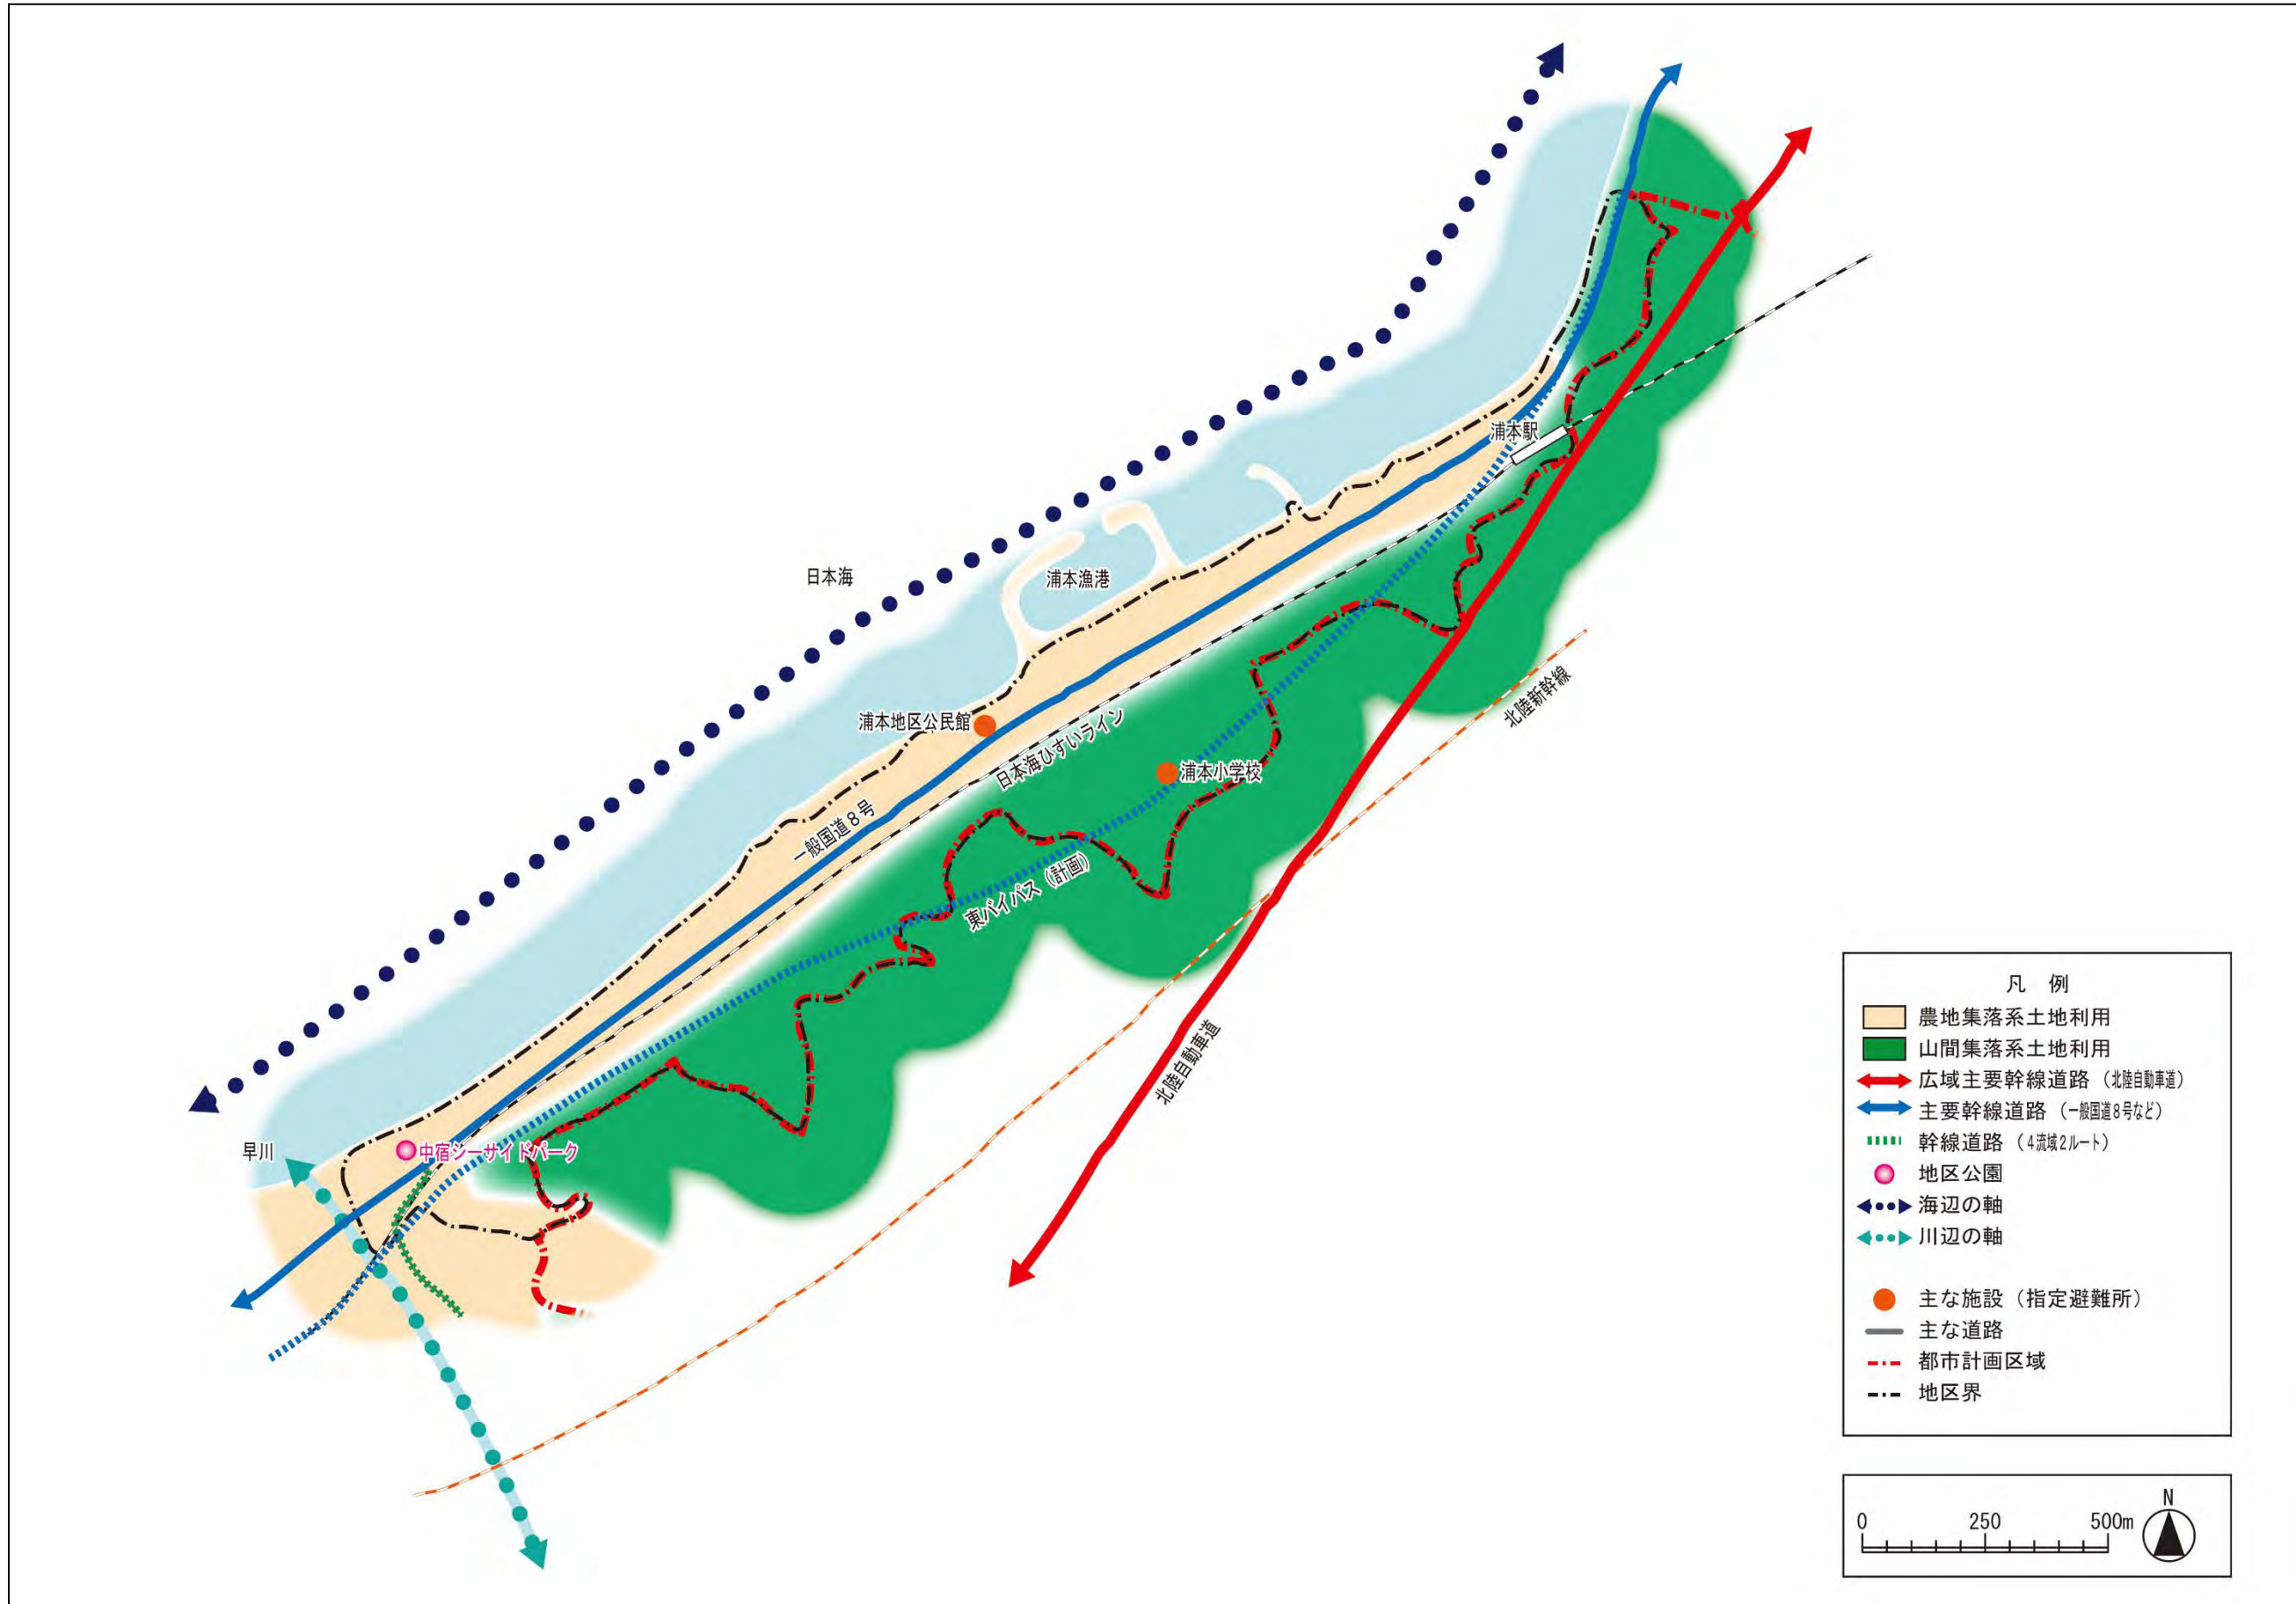 浦本駅
日本海
浦本漁港
北陸新幹線
浦本地区公民館
日本海ひすいライン
浦本小学校
一般国道8号
東バイパス（計画）
北陸自動車道
早川
中宿シーサイドパーク
凡 例
農地集落系土地利用
山間集落系土地利用
広域主要幹線道路（北陸自動車道）
主要幹線道路（一般国道8号など）
幹線道路（4流域2ルート）
地区公園
海辺の軸
川辺の軸
主な施設（指定避難所）
主な道路
都市計画区域
地区界
N
0 250 500m